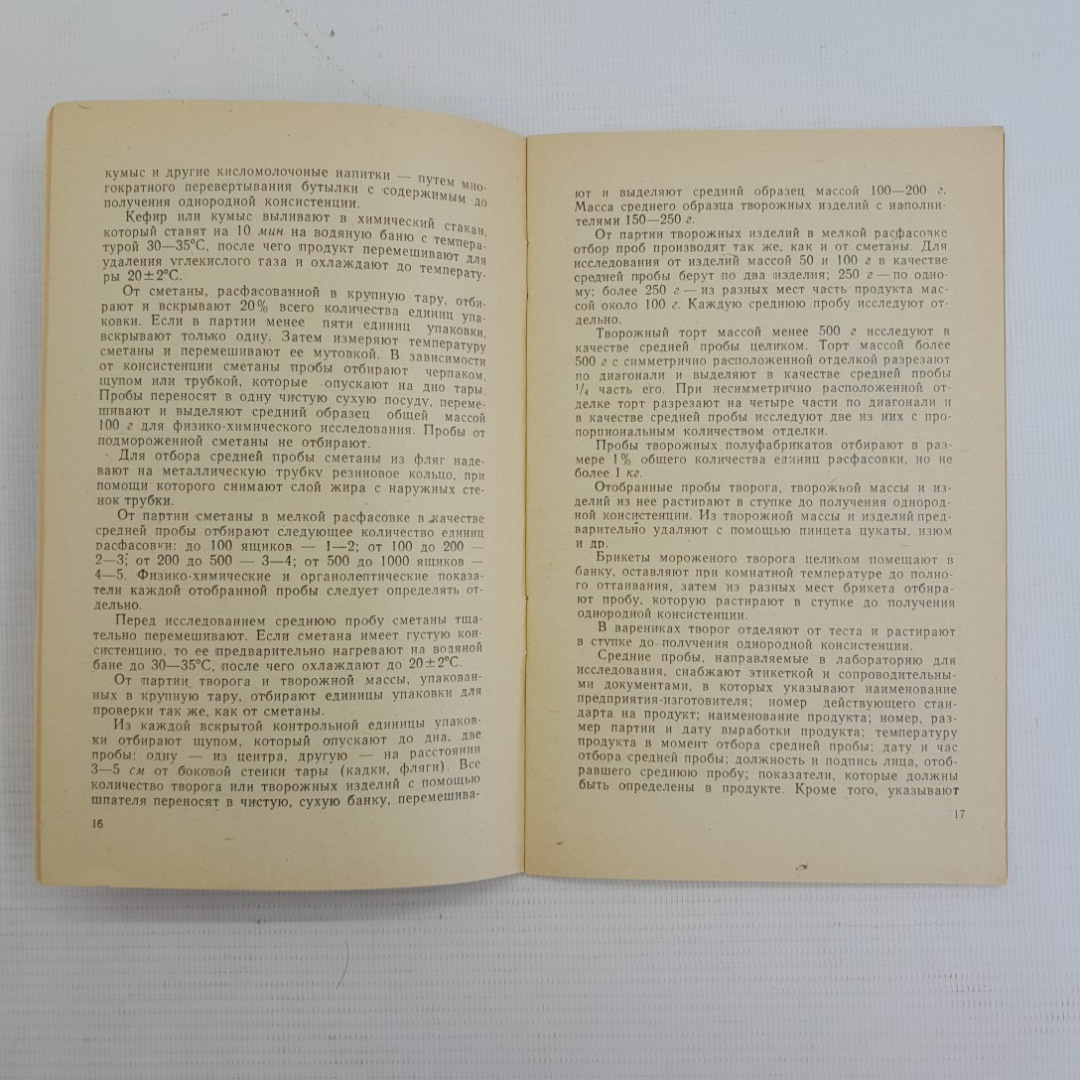 кумыс и другие кисломолочоные напитки — путем мно-
гократного перевертывания бутылки с содержимым до
получения однородной консистенции.
Кефир или кумыс выливают в химический стакан,
который ставят на 10 мин на водяную баню с темпера-
турой 30—35°С, после чего продукт перемешивают для
удаления углекислого газа и охлаждают до температу-
ры 20±2°С.
От сметаны, расфасованной в крупную тару, отби-
рают и вскрывают 20% всего количества единиц упа-
ковки. Если в партии менее пяти единиц упаковки,
вскрывают только одну. Затем измеряют температуру
сметаны и перемешивают ее мутовкой. В зависимости
от консистенции сметаны пробы отбирают черпаком,
щупом или трубкой, которые опускают на дно тары.
Пробы переносят в одну чистую сухую посуду, переме-
шивают и выделяют средний образец общей массой
100 г для физико-химического исследования. Пробы от
подмороженной сметаны не отбирают.
Для отбора средней пробы сметаны из фляг наде-
вают на металлическую трубку резиновое кольцо, при
помощи которого снимают слой жира с наружных сте-
нок трубки.
От партии сметаны в мелкой расфасовке в качестве
средней пробы отбирают следующее количество единиц
расфасовки: до 100 ящиков — 1—2; от 100 до 200 —
2—3; от 200 до 500 — 3—4; от 500 до 1000 ящиков —
4—5. Физико-химические и органолептические показа-
тели каждой отобранной пробы следует определять от-
дельно.
Перед исследованием среднюю пробу сметаны тща-
тельно перемешивают. Если сметана имеет густую кон-
систенцию, то ее предварительно нагревают на водяной
бане до 30—35°С, после чего охлаждают до 20±2°С.
От партии творога и творожной массы, упакован-
ных в крупную тару, отбирают единицы упаковки для
проверки так же, как от сметаны.
Из каждой вскрытой контрольной единицы упаков-
ки отбирают щупом, который опускают до дна, две
пробы: одну — из центра, другую — на расстоянии
3—5 см от боковой стенки тары (кадки, фляги). Все
количество творога или творожных изделий с помощью
шпателя переносят в чистую, сухую банку, перемешива-
16
ют и выделяют средний образец массой 100—200 г.
Масса среднего образца творожных изделий с наполни-
телями 150—250 г.
От партии творожных изделий в мелкой расфасовке
отбор проб производят так же, как и от сметаны. Для
исследования от изделий массой 50 и 100 г в качестве
средней пробы берут по два изделия; 250 г — по одно-
му; более 250 г — из разных мест часть продукта мас-
сой около 100 г. Каждую среднюю пробу исследуют от-
дельно.
Творожный торт массой менее 500 г исследуют в
качестве средней пробы целиком. Торт массой более
500 г с симметрично расположенной отделкой разрезают
по диагонали и выделяют в качестве средней пробы
1/4 часть его. При несимметрично расположенной от-
делке торт разрезают на четыре части по диагонали и
в качестве средней пробы исследуют две из них с про-
порциональным количеством отделки.
Пробы творожных полуфабрикатов отбирают в раз-
мере 1% общего количества единиц расфасовки, но не
более 1 кг.
Отобранные пробы творога, творожной массы и из-
делий из нее растирают в ступке до получения однород-
ной консистенции. Из творожной массы и изделий пред-
варительно удаляют с помощью пинцета цукаты, изюм
и др.
Брикеты мороженого творога целиком помещают в
банку, оставляют при комнатной температуре до полно-
го оттаивания, затем из разных мест брикета отбира-
ют пробу, которую растирают в ступке до получения
однородной консистенции.
В варениках творог отделяют от теста и растирают
в ступке до получения однородной консистенции.
Средние пробы, направляемые в лабораторию для
исследования, снабжают этикеткой и сопроводительны-
ми документами, в которых указывают наименование
предприятия-изготовителя; номер действующего стан-
дарта на продукт; наименование продукта; номер, раз-
мер партии и дату выработки продукта; температуру
продукта в момент отбора средней пробы; дату и час
отбора средней пробы; должность и подпись лица, отоб-
равшего среднюю пробу; показатели, которые должны
быть определены в продукте. Кроме того, указывают
17